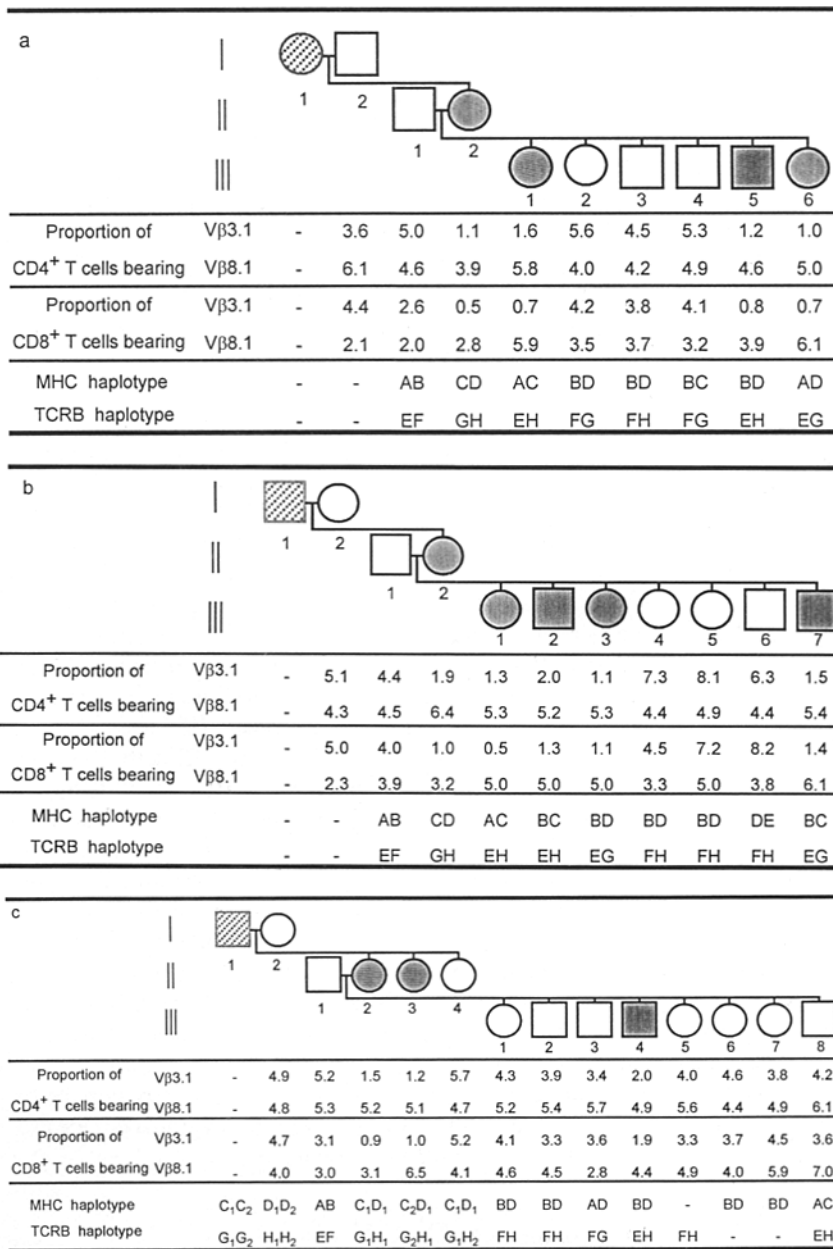 a
I
1 2
II
1 2
III
1 2 3 4 5 6
Proportion of Vβ3.1 - 3.6 5.0 1.1 1.6 5.6 4.5 5.3 1.2 1.0
CD4+ T cells bearing Vβ8.1 - 6.1 4.6 3.9 5.8 4.0 4.2 4.9 4.6 5.0
Proportion of Vβ3.1 - 4.4 2.6 0.5 0.7 4.2 3.8 4.1 0.8 0.7
CD8+ T cells bearing Vβ8.1 - 2.1 2.0 2.8 5.9 3.5 3.7 3.2 3.9 6.1
MHC haplotype - - AB CD AC BD BD BC BD AD
TCRB haplotype - - EF GH EH FG FH FG EH EG
b
I
1 2
II
1 2
III
1 2 3 4 5 6 7
Proportion of Vβ3.1 - 5.1 4.4 1.9 1.3 2.0 1.1 7.3 8.1 6.3 1.5
CD4+ T cells bearing Vβ8.1 - 4.3 4.5 6.4 5.3 5.2 5.3 4.4 4.9 4.4 5.4
Proportion of Vβ3.1 - 5.0 4.0 1.0 0.5 1.3 1.1 4.5 7.2 8.2 1.4
CD8+ T cells bearing Vβ8.1 - 2.3 3.9 3.2 5.0 5.0 5.0 3.3 5.0 3.8 6.1
MHC haplotype - - AB CD AC BC BD BD BD DE BC
TCRB haplotype - - EF GH EH EH EG FH FH FH EG
c
I
1 2
II
1 2 3 4
III
1 2 3 4 5 6 7 8
Proportion of Vβ3.1 - 4.9 5.2 1.5 1.2 5.7 4.3 3.9 3.4 2.0 4.0 4.6 3.8 4.2
CD4+ T cells bearing Vβ8.1 - 4.8 5.3 5.2 5.1 4.7 5.2 5.4 5.7 4.9 5.6 4.4 4.9 6.1
Proportion of Vβ3.1 - 4.7 3.1 0.9 1.0 5.2 4.1 3.3 3.6 1.9 3.3 3.7 4.5 3.6
CD8+ T cells bearing Vβ8.1 - 4.0 3.0 3.1 6.5 4.1 4.6 4.5 2.8 4.4 4.9 4.0 5.9 7.0
MHC haplotype C1C2 D1D2 AB C1D1 C2D1 C1D1 BD BD AD BD - BD BD AC
TCRB haplotype G1G2 H1H2 EF G1H1 G2H1 G1H2 FH FH FG EH FH - - EH